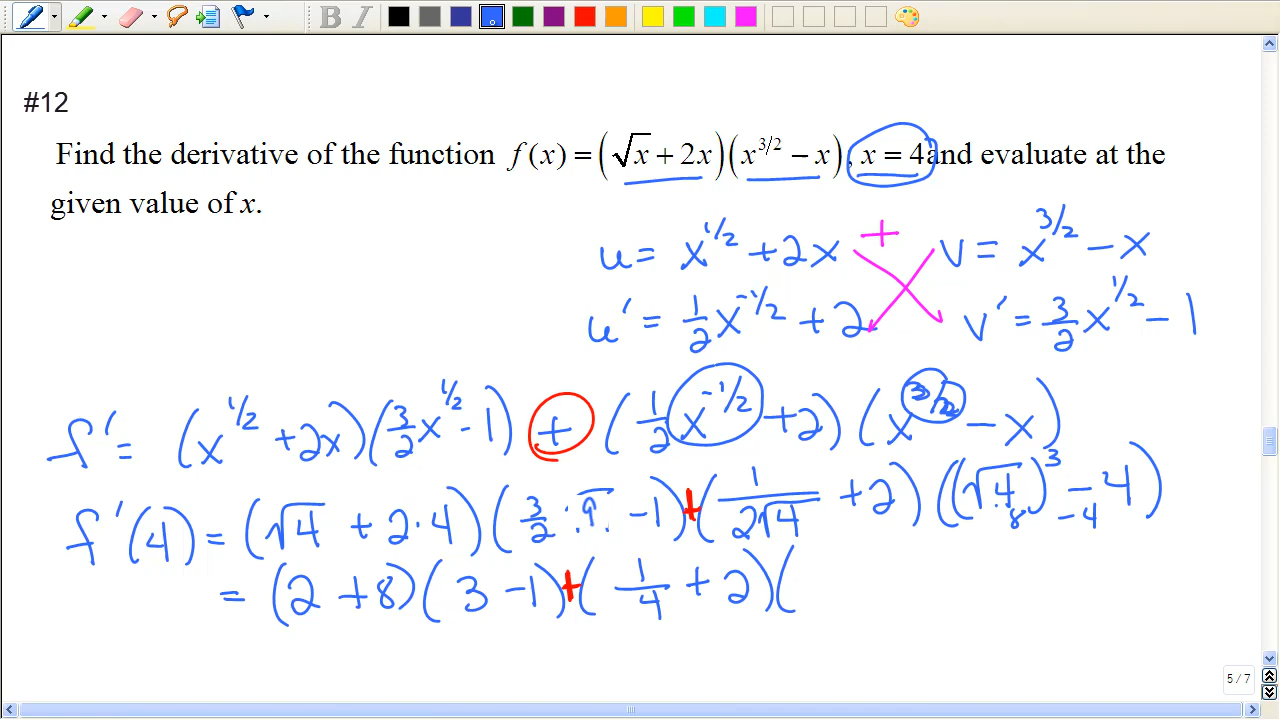 B I
#12
Find the derivative of the function f(x) = (√x + 2x)(x^3/2 − x), x = 4 and evaluate at the
given value of x.
u = x^1/2 + 2x + v = x^3/2 − x
u' = 1/2 x^-1/2 + 2 v' = 3/2 x^1/2 − 1
f' = (x^1/2 + 2x)(3/2 x^1/2 − 1) + (1/2 x^-1/2 + 2)(x^3/2 − x)
f'(4) = (√4 + 2·4)(3/2 · − 1) + (1/(2√4) + 2)((√4)^3 − 4)
8 − 4
= (2 + 8)(3 − 1) + (1/4 + 2)(
5 / 7